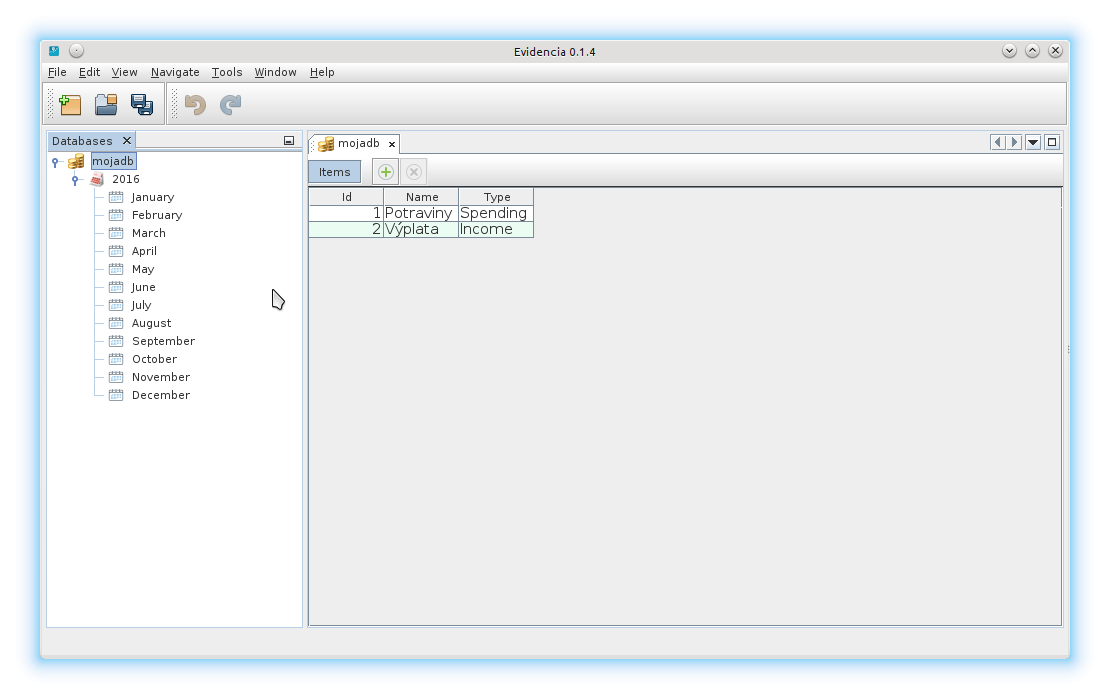 Evidencia 0.1.4
File Edit View Navigate Tools Window Help
Databases
mojadb
2016
January
February
March
April
May
June
July
August
September
October
November
December
mojadb
Items
Id Name Type
1 Potraviny Spending
2 Výplata Income